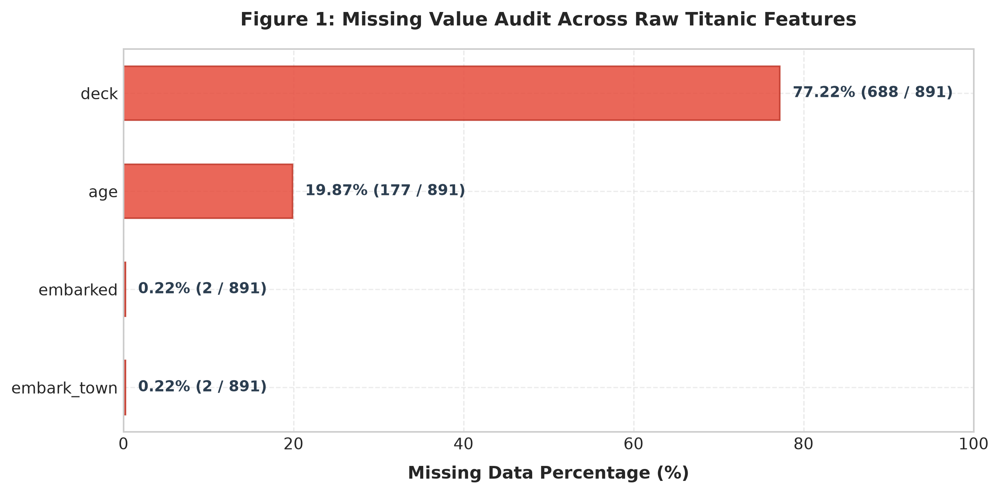 Figure 1: Missing Value Audit Across Raw Titanic Features
deck
77.22% (688 / 891)
age
19.87% (177 / 891)
embarked
0.22% (2 / 891)
embark_town
0.22% (2 / 891)
0 20 40 60 80 100
Missing Data Percentage (%)